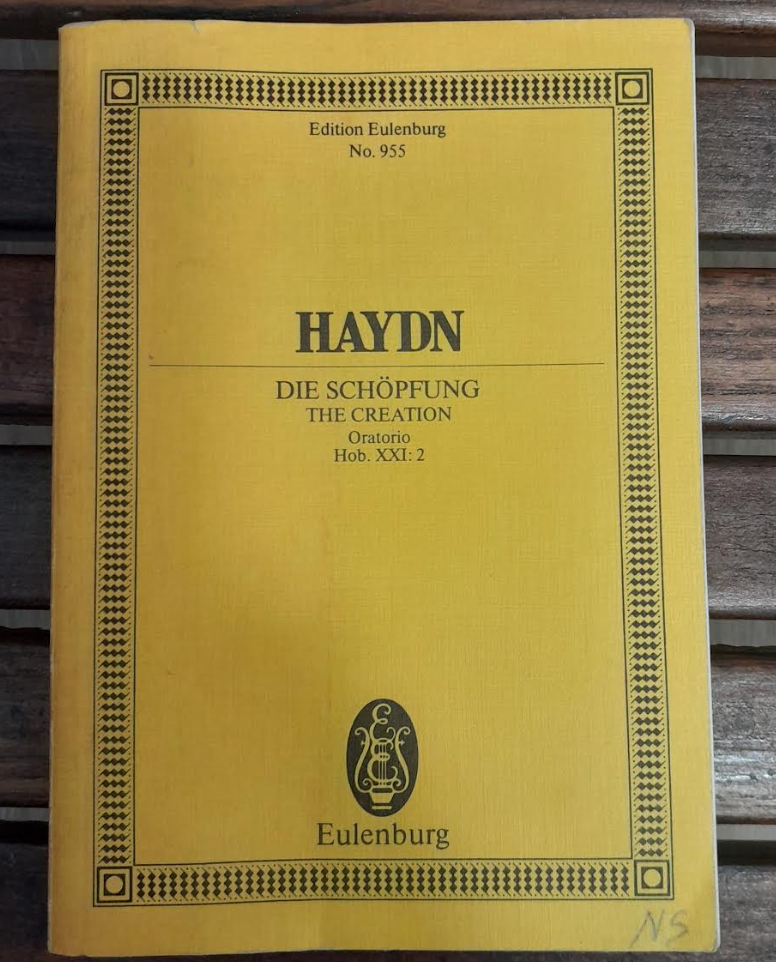 Edition Eulenburg
No. 955
HAYDN
DIE SCHÖPFUNG
THE CREATION
Oratorio
Hob. XXI: 2
Eulenburg
NS